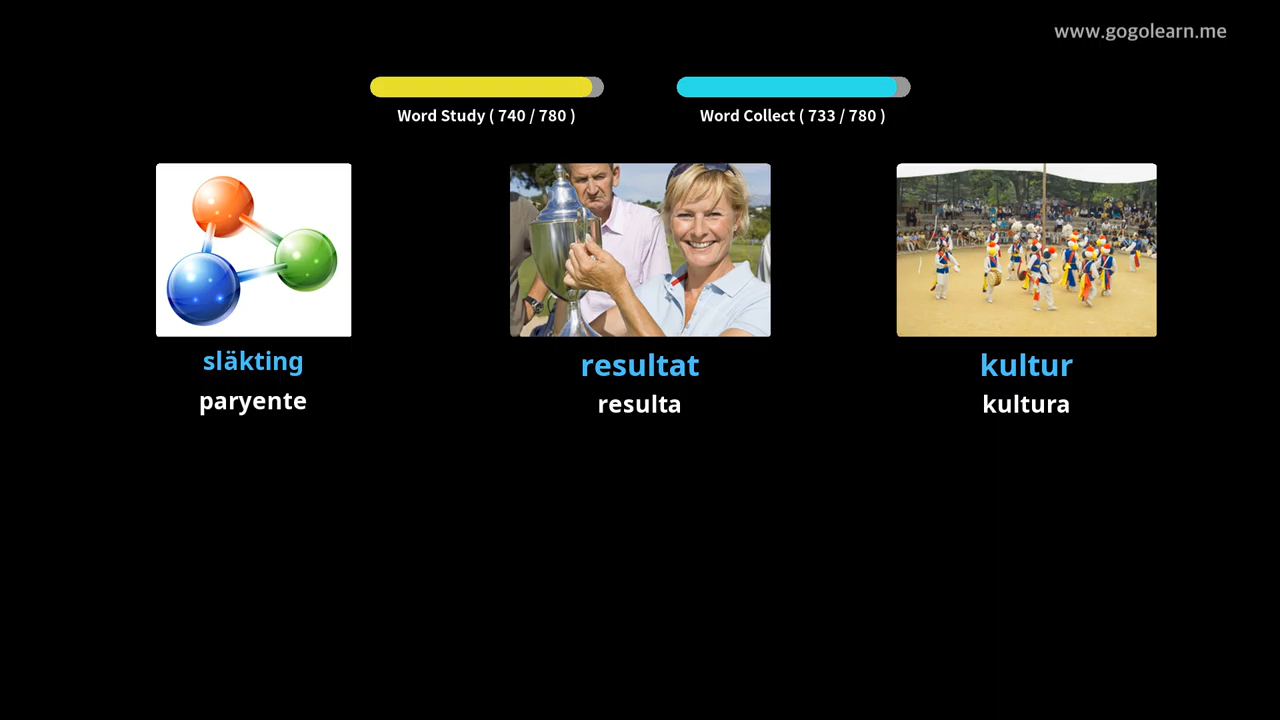 www.gogolearn.me
Word Study ( 740 / 780 )
Word Collect ( 733 / 780 )
släkting
resultat
kultur
paryente
resulta
kultura